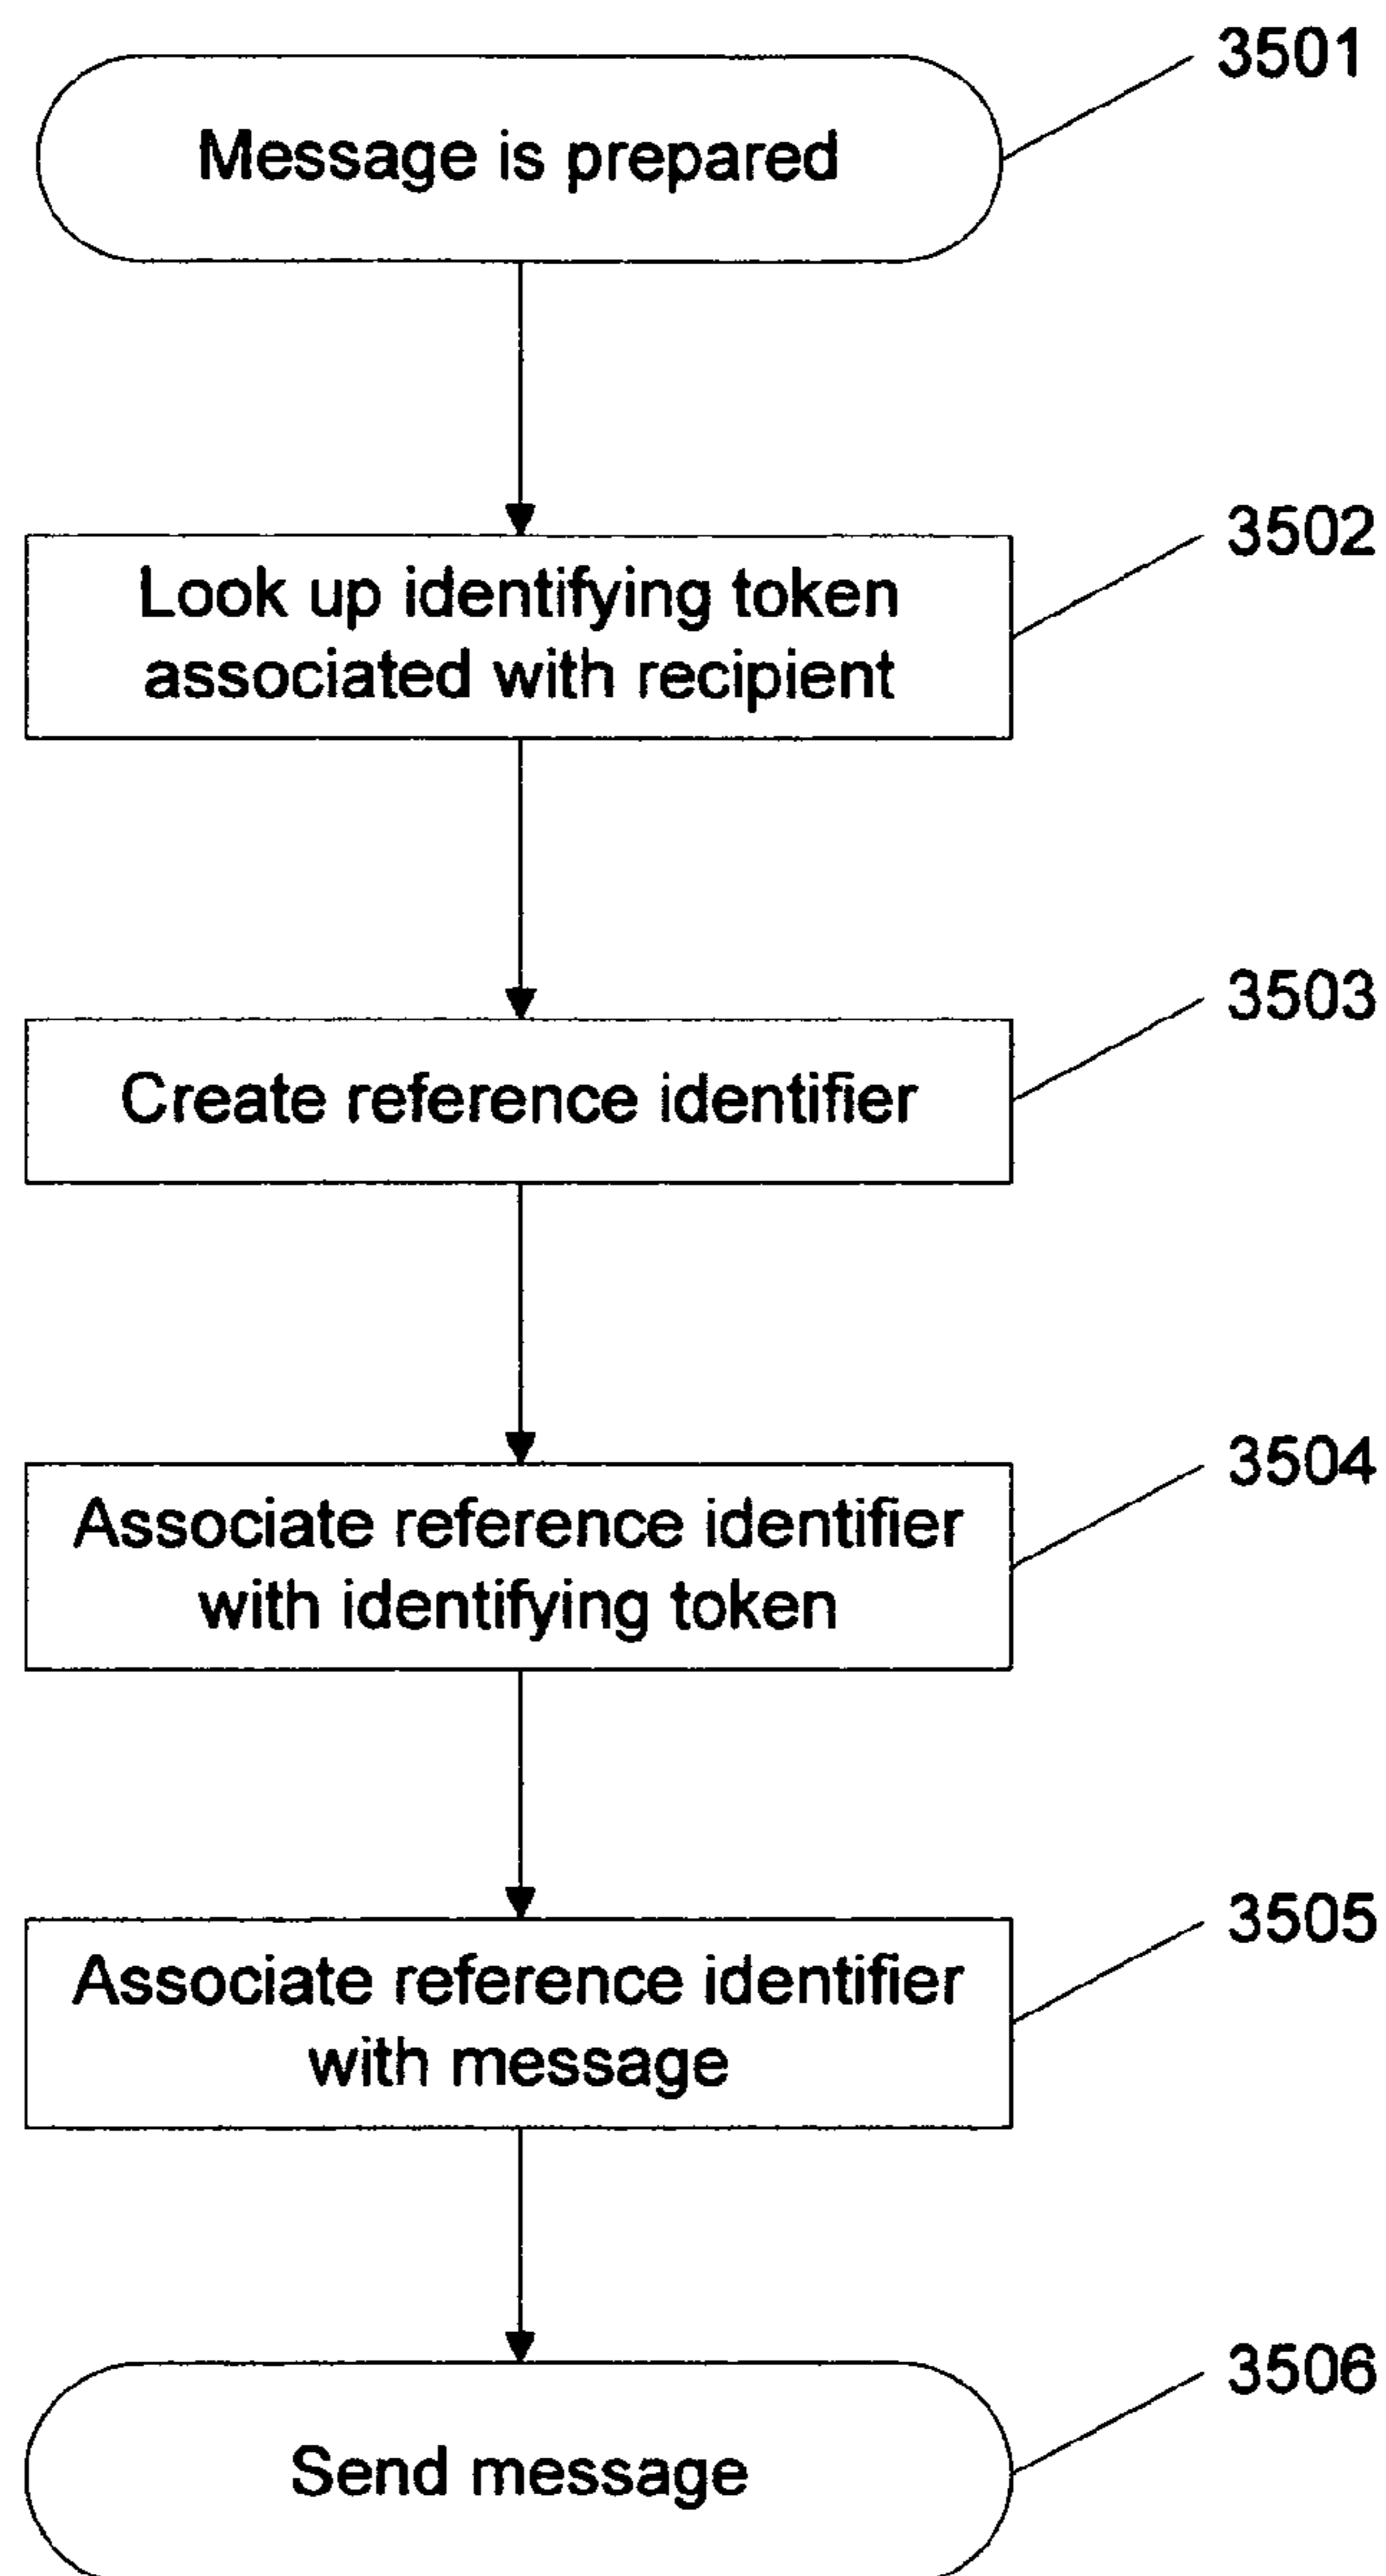 3501
Message is prepared
3502
Look up identifying token
associated with recipient
3503
Create reference identifier
3504
Associate reference identifier
with identifying token
3505
Associate reference identifier
with message
3506
Send message